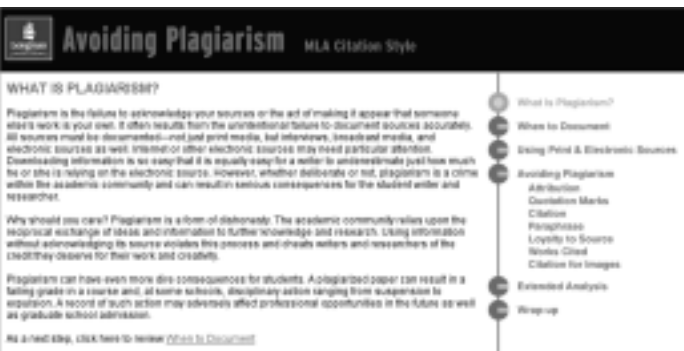 Longman
Avoiding Plagiarism MLA Citation Style
WHAT IS PLAGIARISM?
Plagiarism is the failure to acknowledge your sources or the act of making it appear that someone
else's work is your own. It often results from the unintentional failure to document sources accurately.
All sources must be documented—not just print media, but interviews, broadcast media, and
electronic sources as well. Internet or other electronic sources may need particular attention.
Downloading information is so easy that it is equally easy for a writer to underestimate just how much
he or she is relying on the electronic source. However, whether deliberate or not, plagiarism is a crime
within the academic community and can result in serious consequences for the student writer and
researcher.
Why should you care? Plagiarism is a form of dishonesty. The academic community relies upon the
reciprocal exchange of ideas and information to further knowledge and research. Using information
without acknowledging its source violates this process and cheats writers and researchers of the
credit they deserve for their work and creativity.
Plagiarism can have even more dire consequences for students. A plagiarized paper can result in a
failing grade in a course and, at some schools, disciplinary action ranging from suspension to
expulsion. A record of such action may adversely affect professional opportunities in the future as well
as graduate school admission.
As a next step, click here to review When to Document
What Is Plagiarism?
When to Document
Using Print & Electronic Sources
Avoiding Plagiarism
Attribution
Quotation Marks
Citation
Paraphrase
Loyalty to Source
Works Cited
Citation for Images
Extended Analysis
Wrap-up